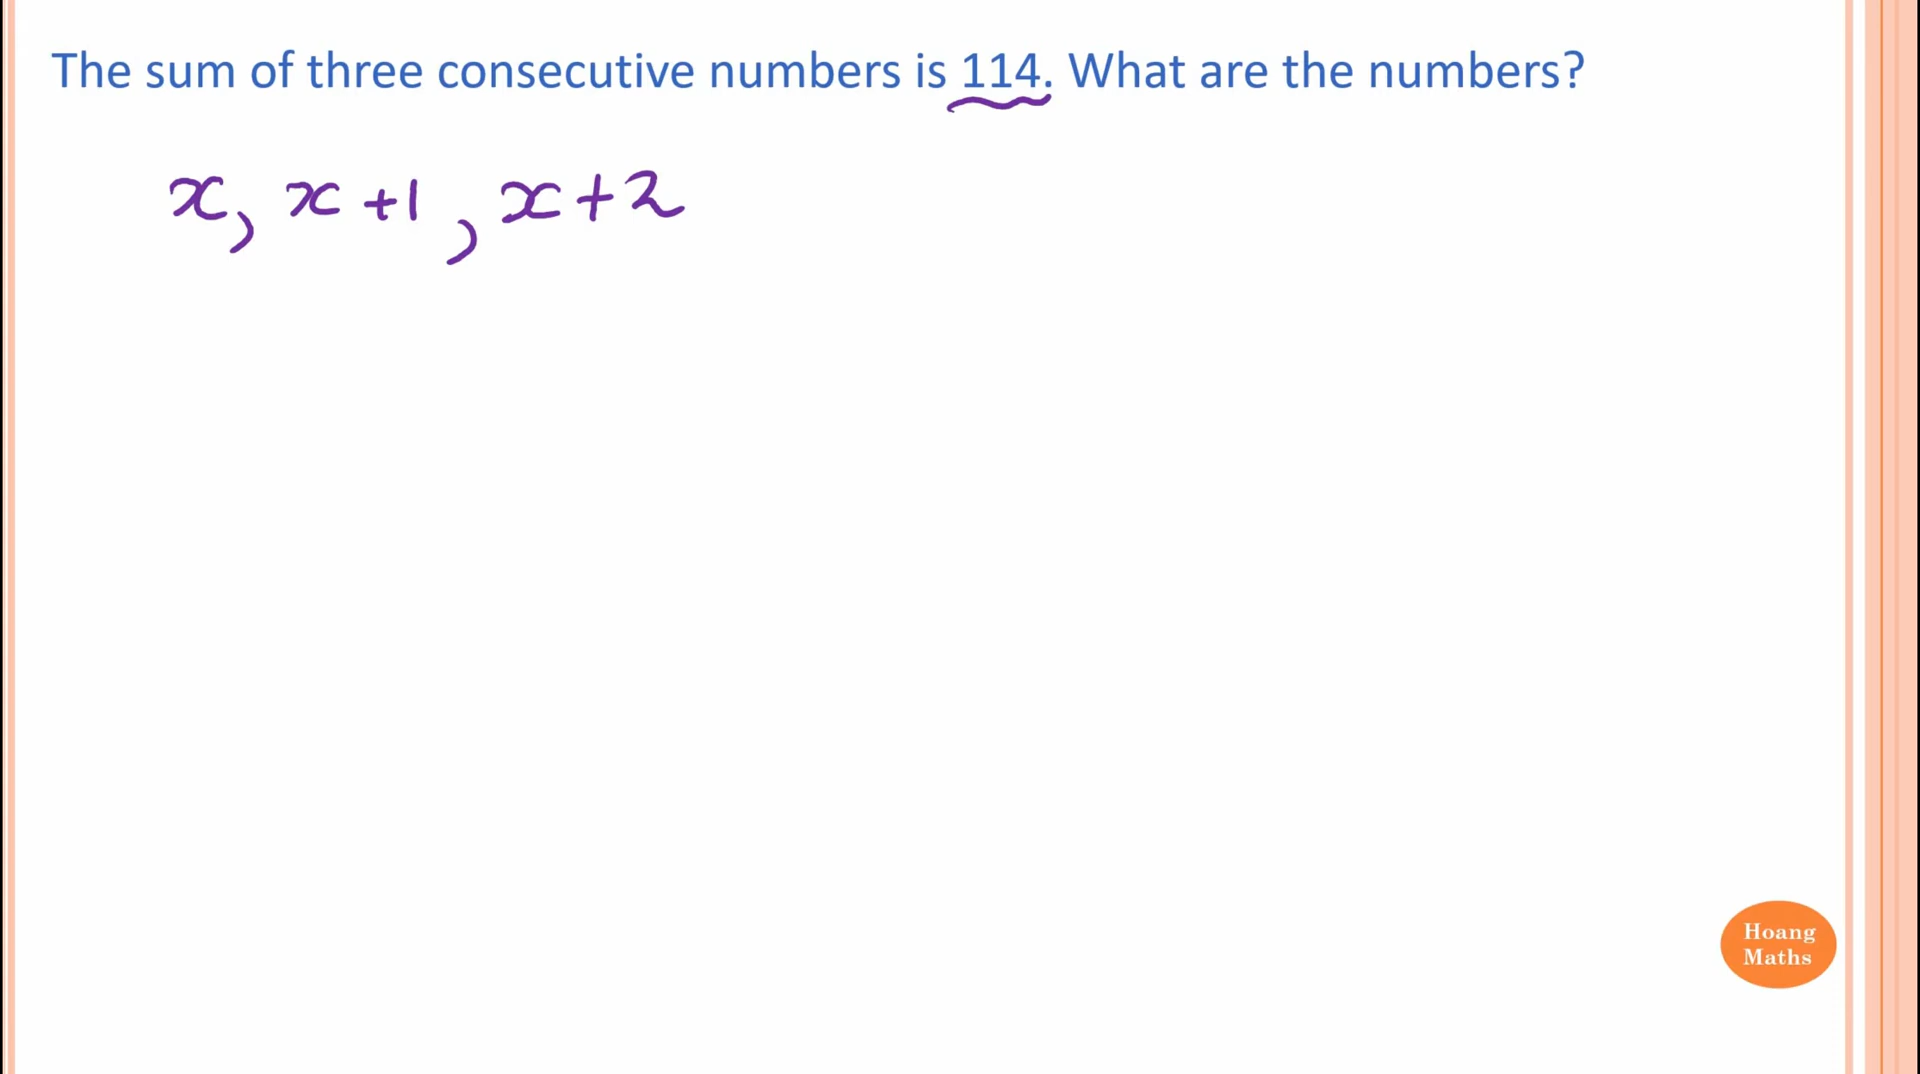 The sum of three consecutive numbers is 114. What are the numbers?
x, x+1, x+2
Hoang
Maths